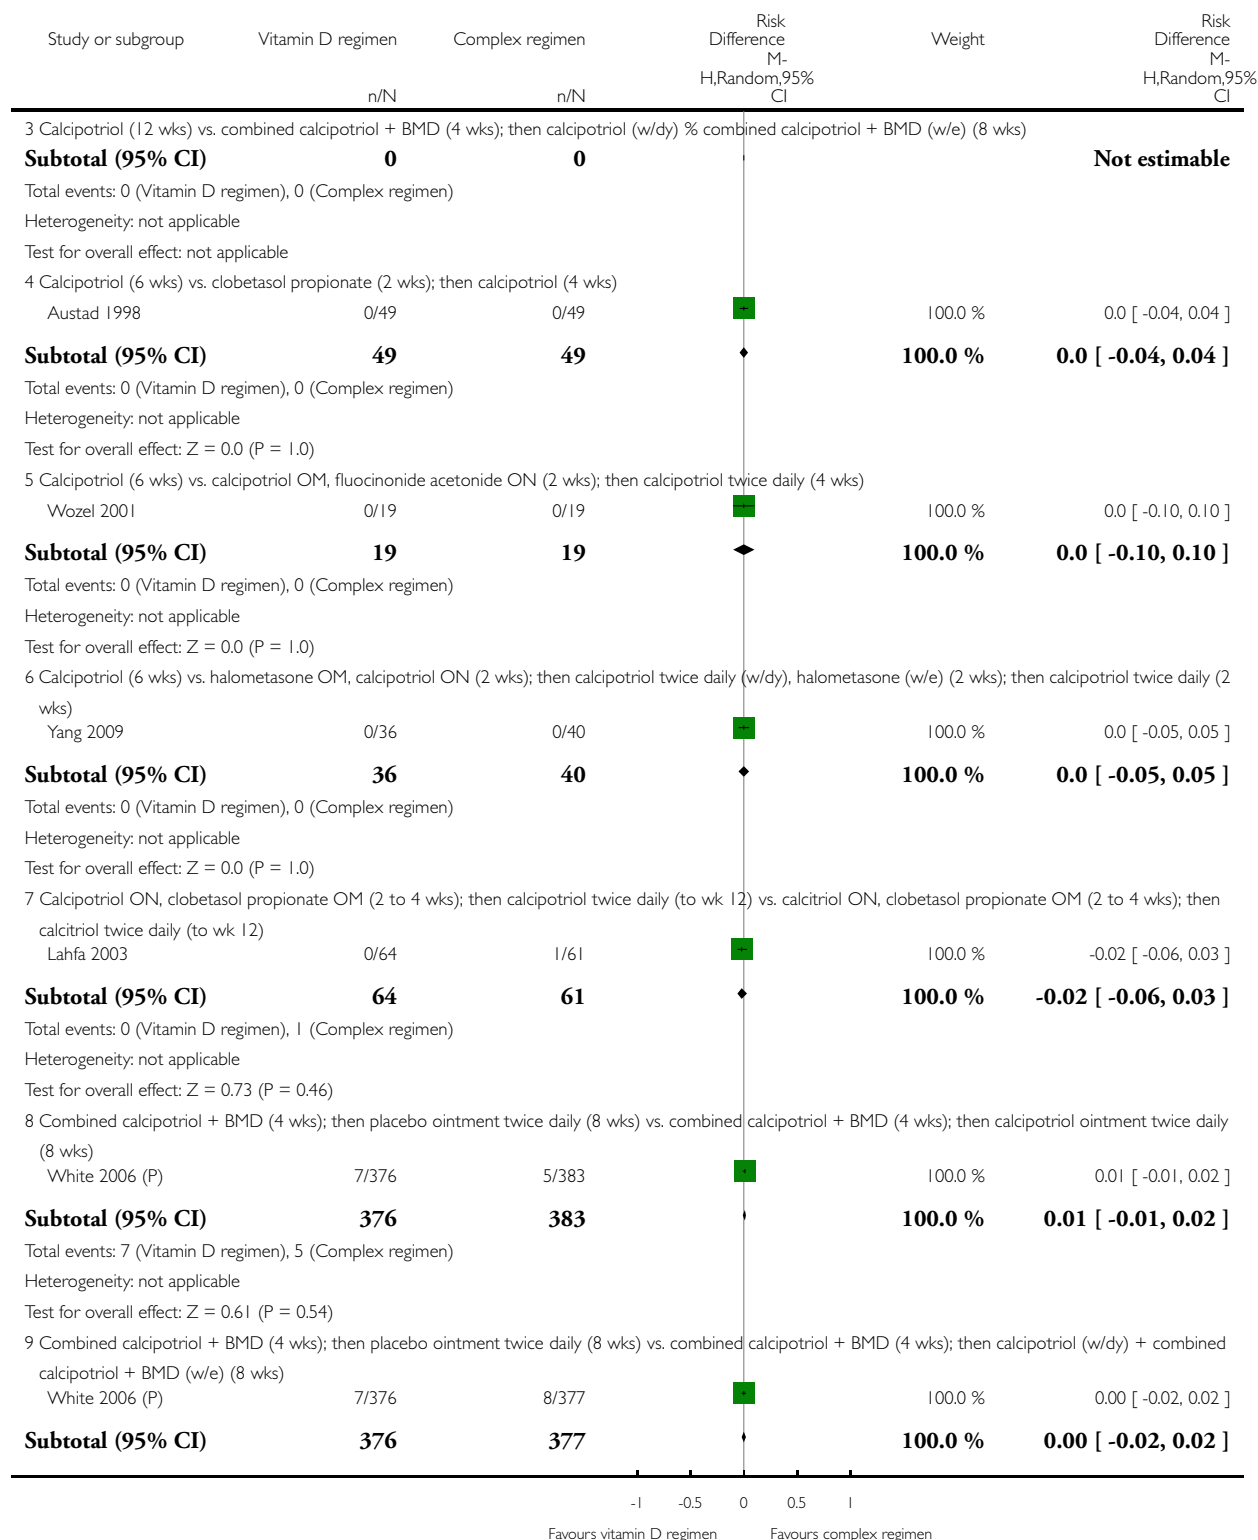 Study or subgroup Vitamin D regimen Complex regimen Risk Difference Weight Risk Difference
n/N n/N M-H,Random,95% CI M-H,Random,95% CI
3 Calcipotriol (12 wks) vs. combined calcipotriol + BMD (4 wks); then calcipotriol (w/dy) % combined calcipotriol + BMD (w/e) (8 wks)
Subtotal (95% CI) 0 0 Not estimable
Total events: 0 (Vitamin D regimen), 0 (Complex regimen)
Heterogeneity: not applicable
Test for overall effect: not applicable
4 Calcipotriol (6 wks) vs. clobetasol propionate (2 wks); then calcipotriol (4 wks)
Austad 1998 0/49 0/49 100.0 % 0.0 [ -0.04, 0.04 ]
Subtotal (95% CI) 49 49 100.0 % 0.0 [ -0.04, 0.04 ]
Total events: 0 (Vitamin D regimen), 0 (Complex regimen)
Heterogeneity: not applicable
Test for overall effect: Z = 0.0 (P = 1.0)
5 Calcipotriol (6 wks) vs. calcipotriol OM, fluocinonide acetonide ON (2 wks); then calcipotriol twice daily (4 wks)
Wozel 2001 0/19 0/19 100.0 % 0.0 [ -0.10, 0.10 ]
Subtotal (95% CI) 19 19 100.0 % 0.0 [ -0.10, 0.10 ]
Total events: 0 (Vitamin D regimen), 0 (Complex regimen)
Heterogeneity: not applicable
Test for overall effect: Z = 0.0 (P = 1.0)
6 Calcipotriol (6 wks) vs. halometasone OM, calcipotriol ON (2 wks); then calcipotriol twice daily (w/dy), halometasone (w/e) (2 wks); then calcipotriol twice daily (2
wks)
Yang 2009 0/36 0/40 100.0 % 0.0 [ -0.05, 0.05 ]
Subtotal (95% CI) 36 40 100.0 % 0.0 [ -0.05, 0.05 ]
Total events: 0 (Vitamin D regimen), 0 (Complex regimen)
Heterogeneity: not applicable
Test for overall effect: Z = 0.0 (P = 1.0)
7 Calcipotriol ON, clobetasol propionate OM (2 to 4 wks); then calcipotriol twice daily (to wk 12) vs. calcitriol ON, clobetasol propionate OM (2 to 4 wks); then
calcitriol twice daily (to wk 12)
Lahfa 2003 0/64 1/61 100.0 % -0.02 [ -0.06, 0.03 ]
Subtotal (95% CI) 64 61 100.0 % -0.02 [ -0.06, 0.03 ]
Total events: 0 (Vitamin D regimen), 1 (Complex regimen)
Heterogeneity: not applicable
Test for overall effect: Z = 0.73 (P = 0.46)
8 Combined calcipotriol + BMD (4 wks); then placebo ointment twice daily (8 wks) vs. combined calcipotriol + BMD (4 wks); then calcipotriol ointment twice daily
(8 wks)
White 2006 (P) 7/376 5/383 100.0 % 0.01 [ -0.01, 0.02 ]
Subtotal (95% CI) 376 383 100.0 % 0.01 [ -0.01, 0.02 ]
Total events: 7 (Vitamin D regimen), 5 (Complex regimen)
Heterogeneity: not applicable
Test for overall effect: Z = 0.61 (P = 0.54)
9 Combined calcipotriol + BMD (4 wks); then placebo ointment twice daily (8 wks) vs. combined calcipotriol + BMD (4 wks); then calcipotriol (w/dy) + combined
calcipotriol + BMD (w/e) (8 wks)
White 2006 (P) 7/376 8/377 100.0 % 0.00 [ -0.02, 0.02 ]
Subtotal (95% CI) 376 377 100.0 % 0.00 [ -0.02, 0.02 ]
-1 -0.5 0 0.5 1
Favours vitamin D regimen Favours complex regimen